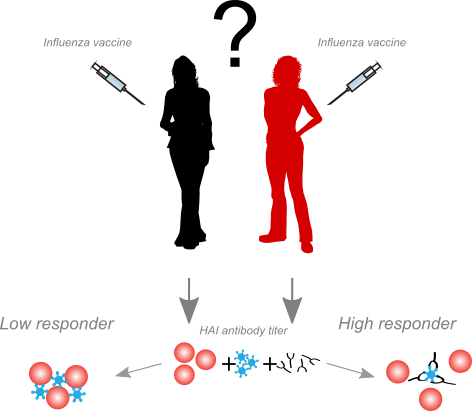 ?
Influenza vaccine
Influenza vaccine
Low responder
HAI antibody titer
High responder
+
+